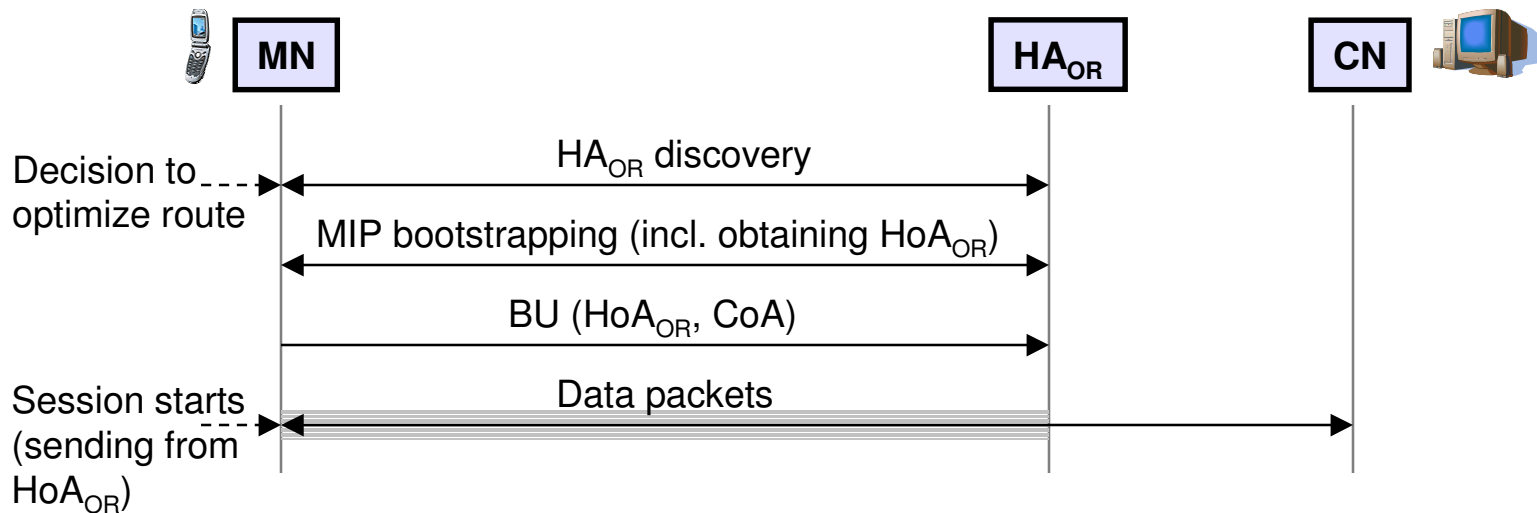 MN
HA_OR
CN
Decision to
optimize route
HA_OR discovery
MIP bootstrapping (incl. obtaining HoA_OR)
BU (HoA_OR, CoA)
Session starts
(sending from
HoA_OR)
Data packets